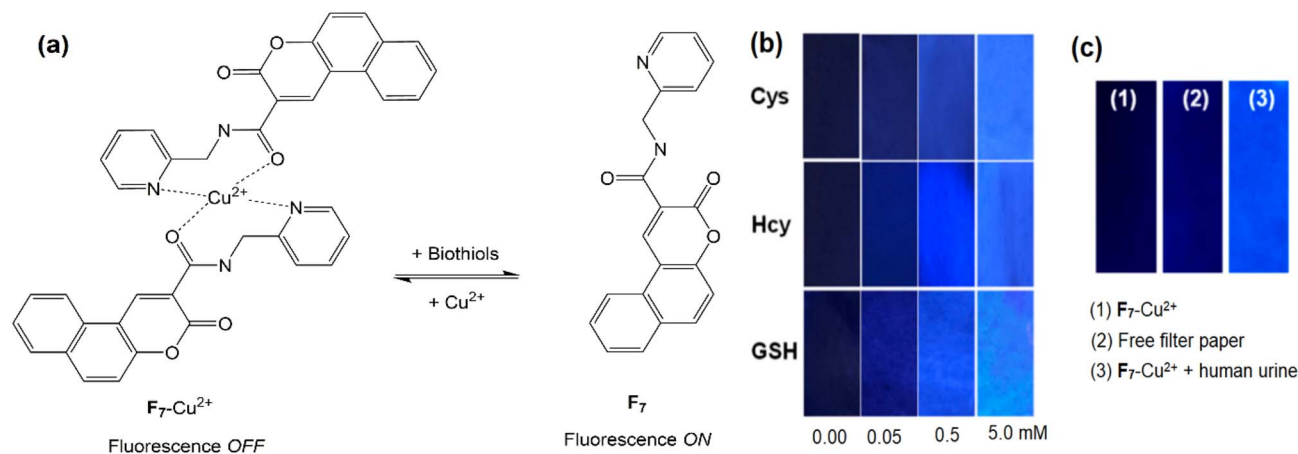 (a)
O
O
O
N
N
O
Cu2+
N
O
N
O
O
F7-Cu2+
Fluorescence OFF
+ Biothiols
+ Cu2+
N
N
O
O
O
F7
Fluorescence ON
(b)
Cys
Hcy
GSH
0.00 0.05 0.5 5.0 mM
(c)
(1) (2) (3)
(1) F7-Cu2+
(2) Free filter paper
(3) F7-Cu2+ + human urine